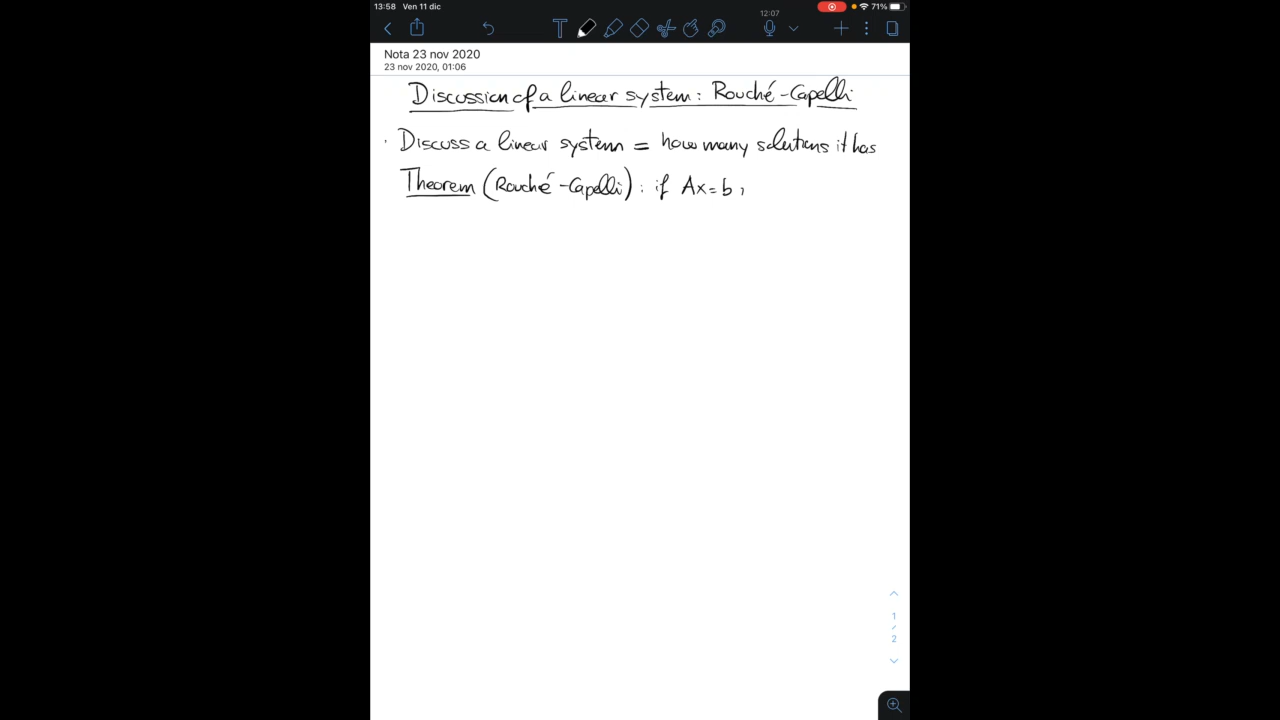 13:58 Ven 11 dic 71%
12:07
T
Nota 23 nov 2020
23 nov 2020, 01:06
Discussion of a linear system: Rouché-Capelli
· Discuss a linear system = how many solutions it has
Theorem (Rouché-Capelli): if Ax=b,
1
/
2